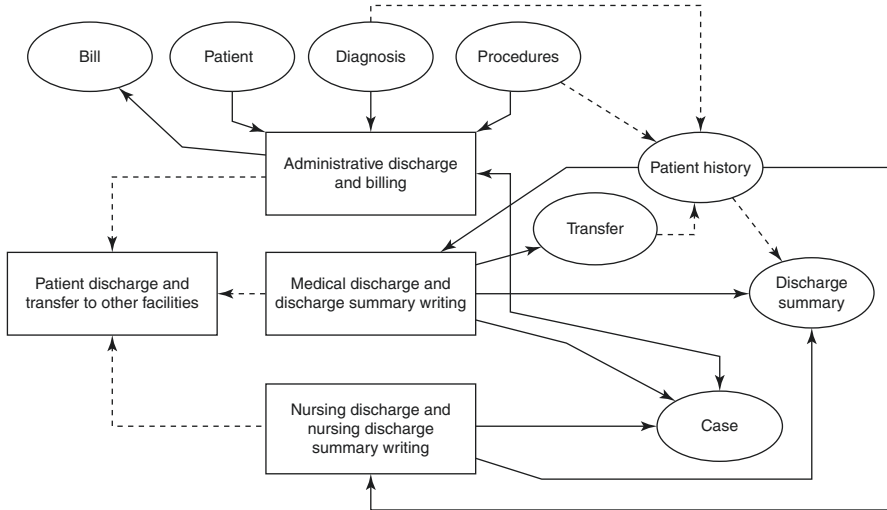 Bill
Patient
Diagnosis
Procedures
Administrative discharge
and billing
Patient history
Transfer
Patient discharge and
transfer to other facilities
Medical discharge and
discharge summary writing
Discharge
summary
Nursing discharge and
nursing discharge
summary writing
Case